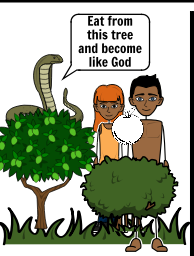 Eat from
this tree
and become
like God